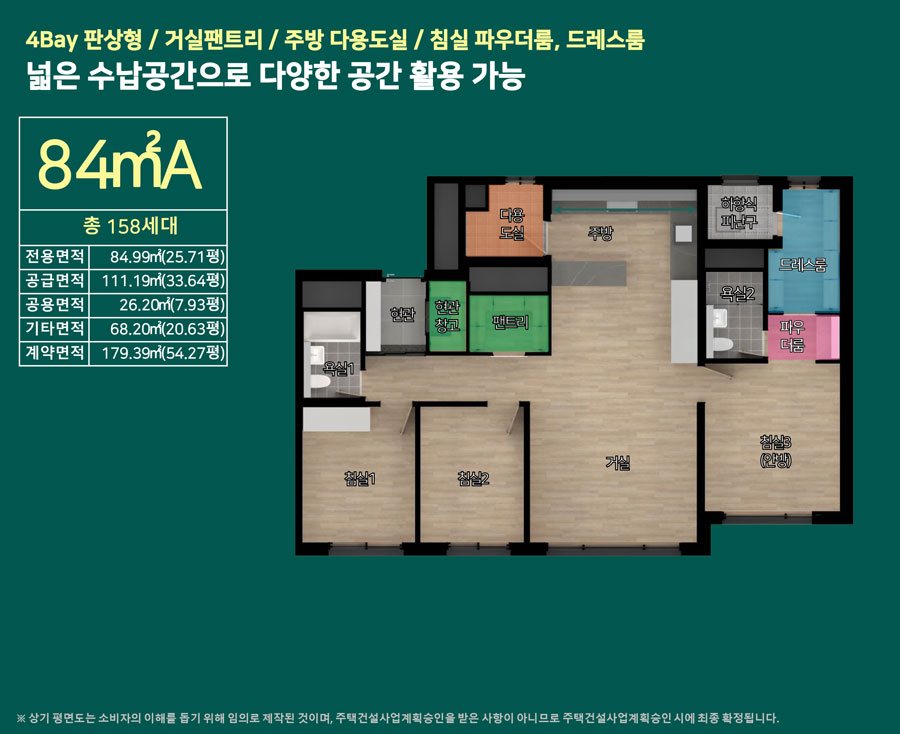 4Bay 판상형 / 거실팬트리 / 주방 다용도실 / 침실 파우더룸, 드레스룸
넓은 수납공간으로 다양한 공간 활용 가능
84㎡A
총 158세대
전용면적 84.99㎡(25.71평)
공급면적 111.19㎡(33.64평)
공용면적 26.20㎡(7.93평)
기타면적 68.20㎡(20.63평)
계약면적 179.39㎡(54.27평)
다용
도실
주방
하향식
피난구
드레스룸
현관
현관
창고
팬트리
욕실2
파우
더룸
욕실1
침실1
침실2
거실
침실3
(안방)
※ 상기 평면도는 소비자의 이해를 돕기 위해 임의로 제작된 것이며, 주택건설사업계획승인을 받은 사항이 아니므로 주택건설사업계획승인 시에 최종 확정됩니다.